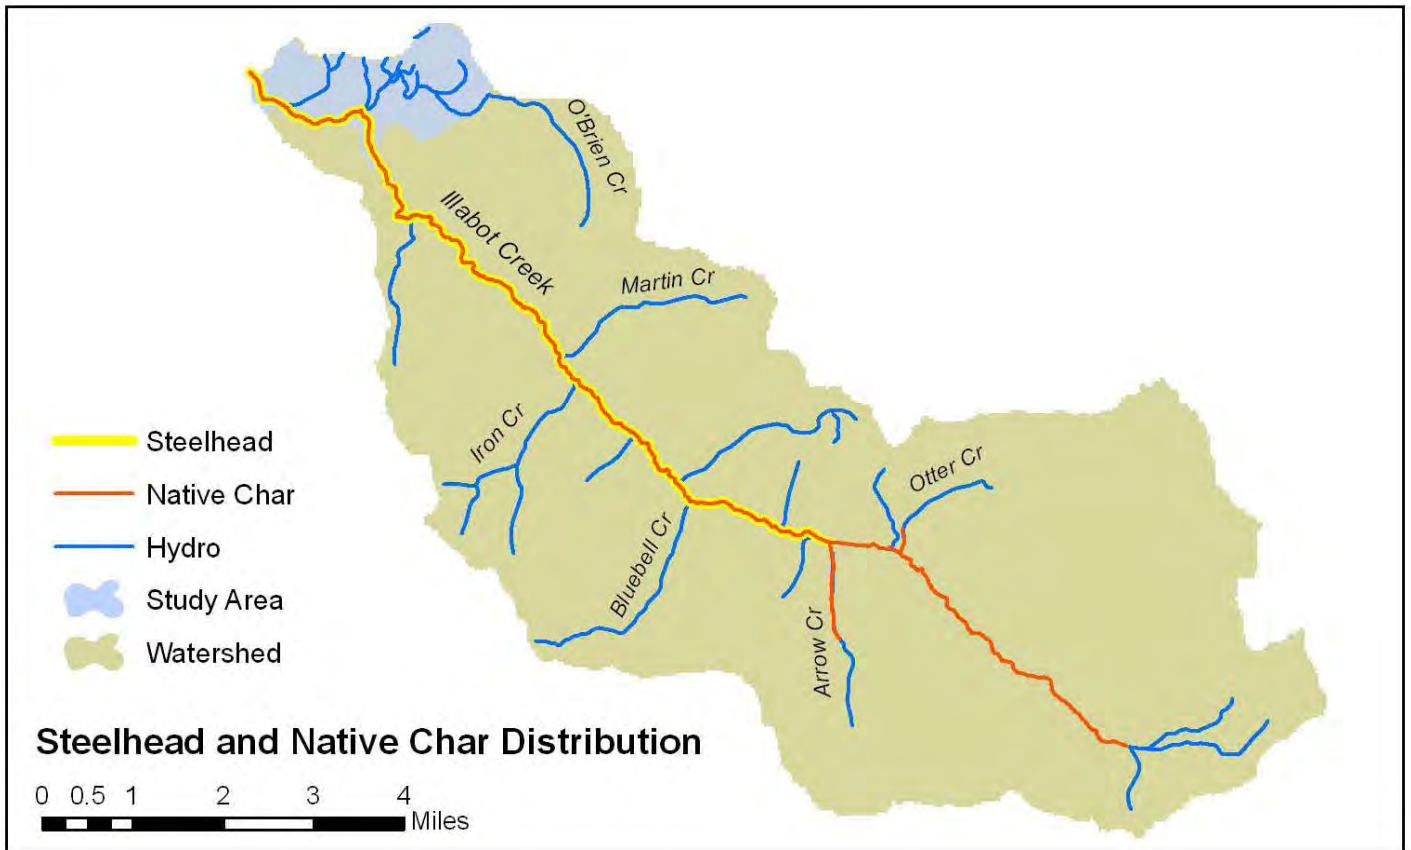 O'Brien Cr
Illabot Creek
Martin Cr
Iron Cr
Otter Cr
Bluebell Cr
Arrow Cr
Steelhead
Native Char
Hydro
Study Area
Watershed
Steelhead and Native Char Distribution
0 0.5 1 2 3 4
Miles